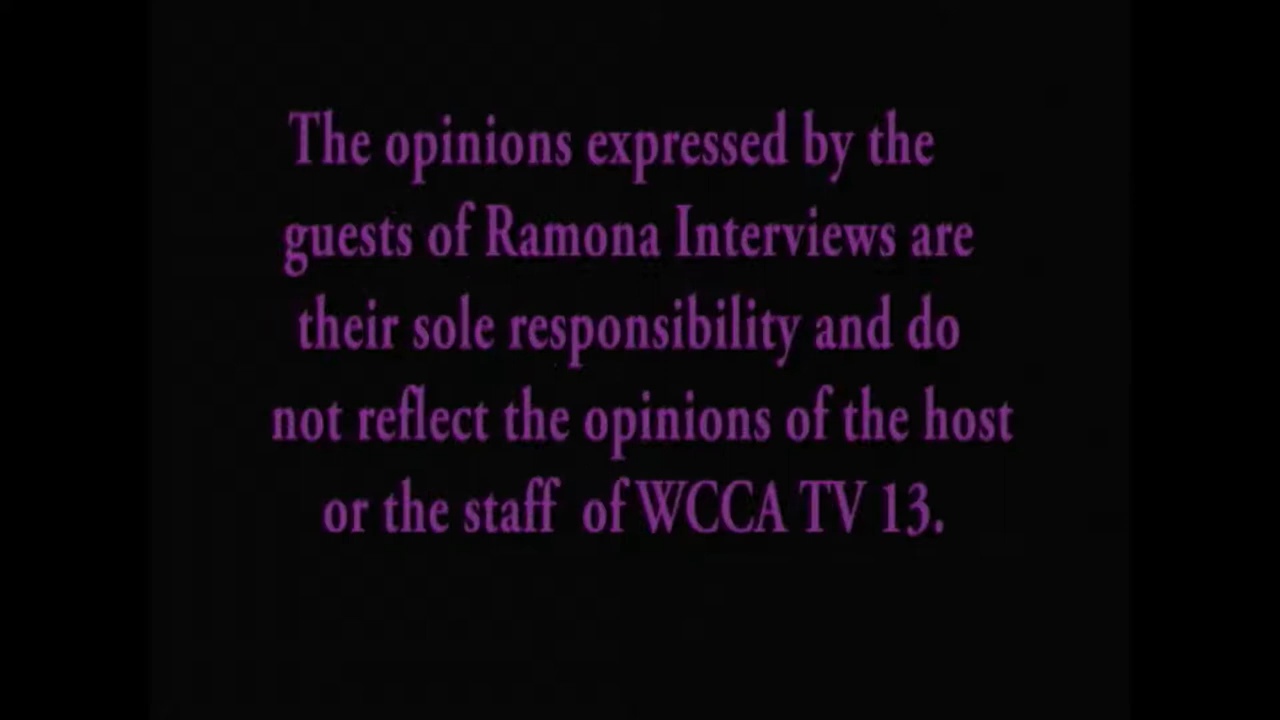 The opinions expressed by the
guests of Ramona Interviews are
their sole responsibility and do
not reflect the opinions of the host
or the staff of WCCA TV 13.